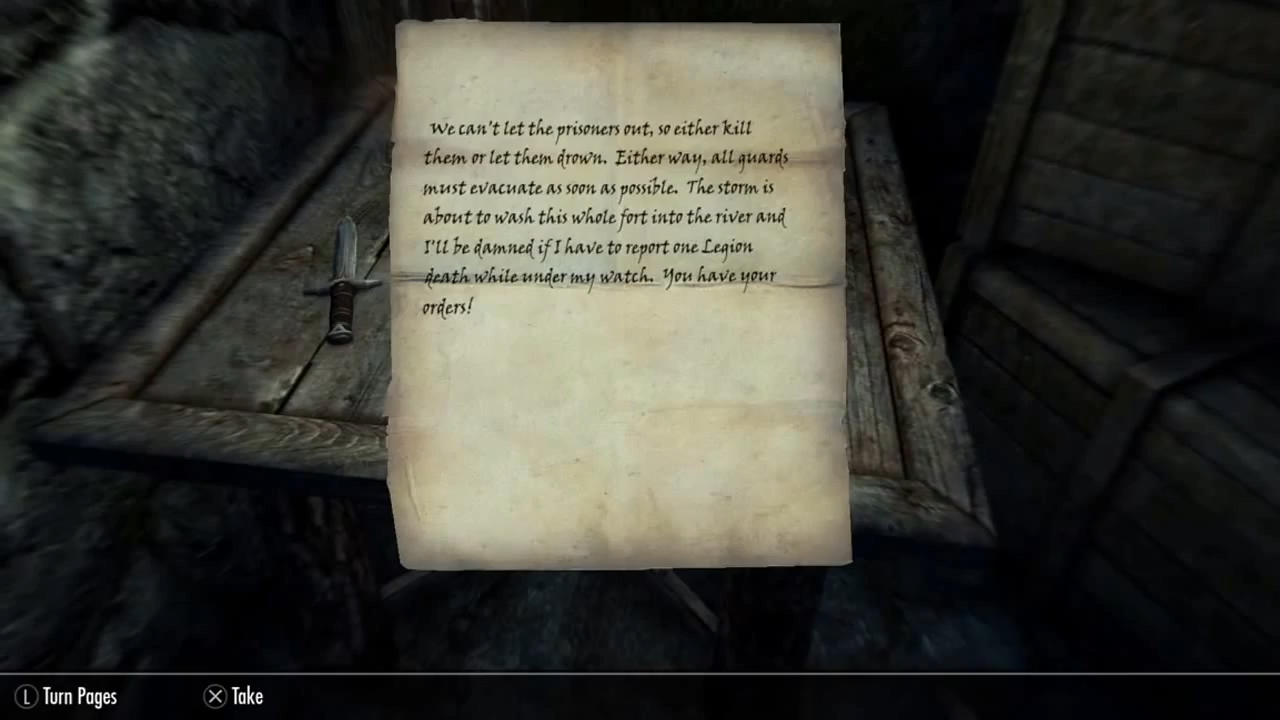 We can't let the prisoners out, so either kill
them or let them drown. Either way, all guards
must evacuate as soon as possible. The storm is
about to wash this whole fort into the river and
I'll be damned if I have to report one Legion
death while under my watch. You have your
orders!
L Turn Pages
X Take